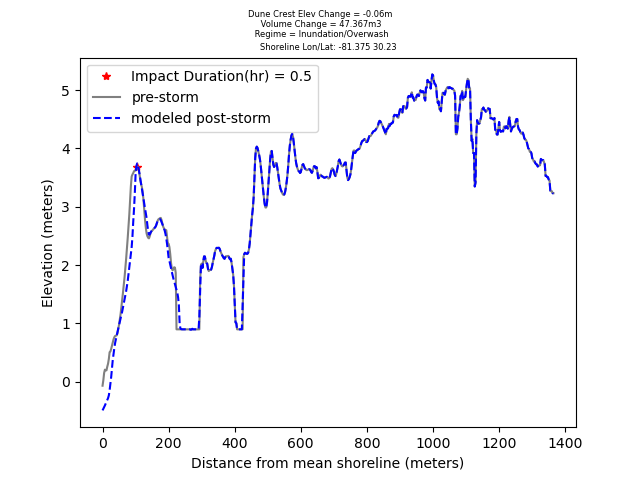 Dune Crest Elev Change = -0.06m
Volume Change = 47.367m3
Regime = Inundation/Overwash
Shoreline Lon/Lat: -81.375 30.23
Impact Duration(hr) = 0.5
pre-storm
modeled post-storm
Elevation (meters)
5
4
3
2
1
0
0 200 400 600 800 1000 1200 1400
Distance from mean shoreline (meters)